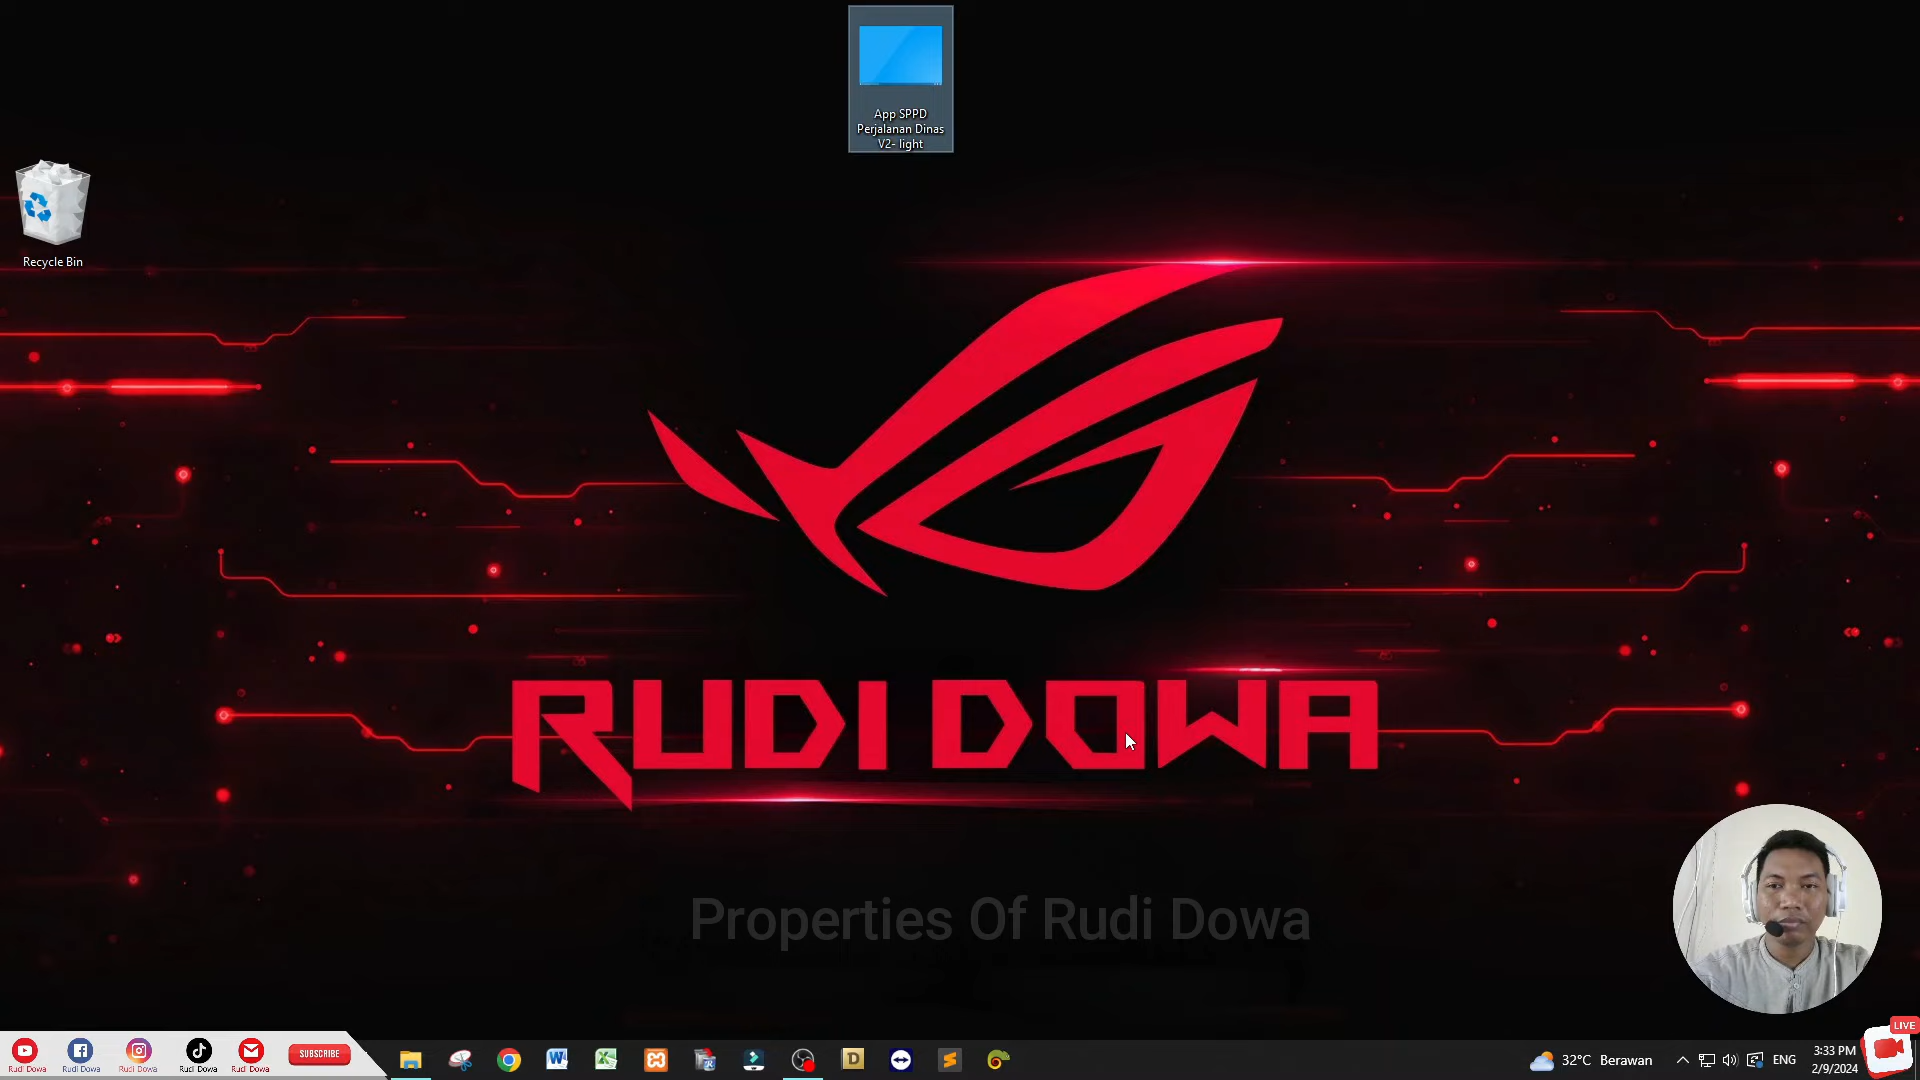 App SPPD
Perjalanan Dinas
V2- light
Recycle Bin
RUDI DOWA
Properties Of Rudi Dowa
Rudi Dowa
Rudi Dowa
Rudi Dowa
Rudi Dowa
Rudi Dowa
SUBSCRIBE
32°C Berawan
ENG
3:33 PM
2/9/2024
LIVE